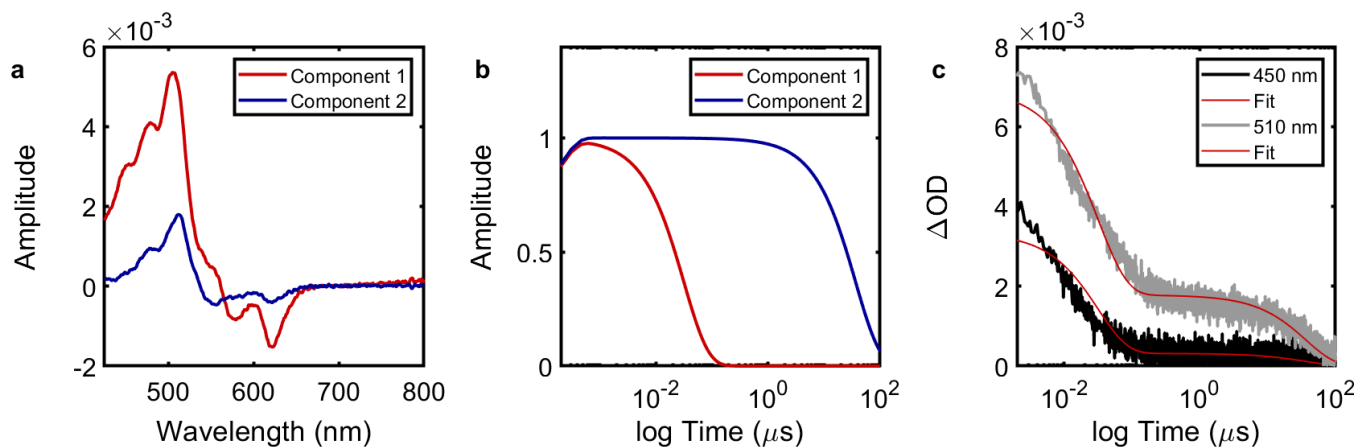 a
×10⁻³
6
4
2
0
-2
Amplitude
500
600
700
800
Wavelength (nm)
Component 1
Component 2
b
1
0.5
0
Amplitude
10⁻²
10⁰
10²
log Time (μs)
Component 1
Component 2
c
×10⁻³
8
6
4
2
0
ΔOD
10⁻²
10⁰
10²
log Time (μs)
450 nm
Fit
510 nm
Fit